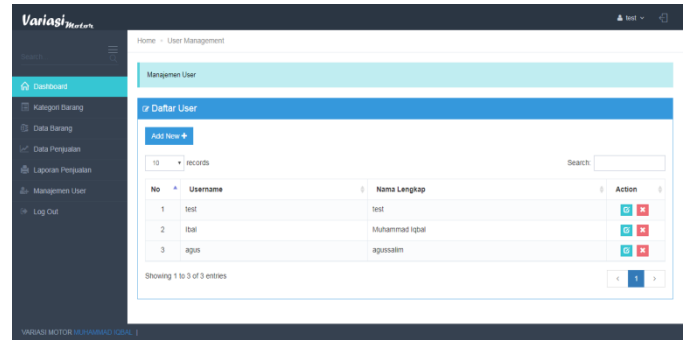 Variasi Motor
test
Home - User Management
Search...
Manajemen User
Dashboard
Kategori Barang
Data Barang
Data Penjualan
Laporan Penjualan
Manajemen User
Log Out
Daftar User
Add New +
10 records
Search:
No Username Nama Lengkap Action
1 test test
2 Ibal Muhammad Iqbal
3 agus agussalim
Showing 1 to 3 of 3 entries
< 1 >
VARIASI MOTOR MUHAMMAD IQBAL |